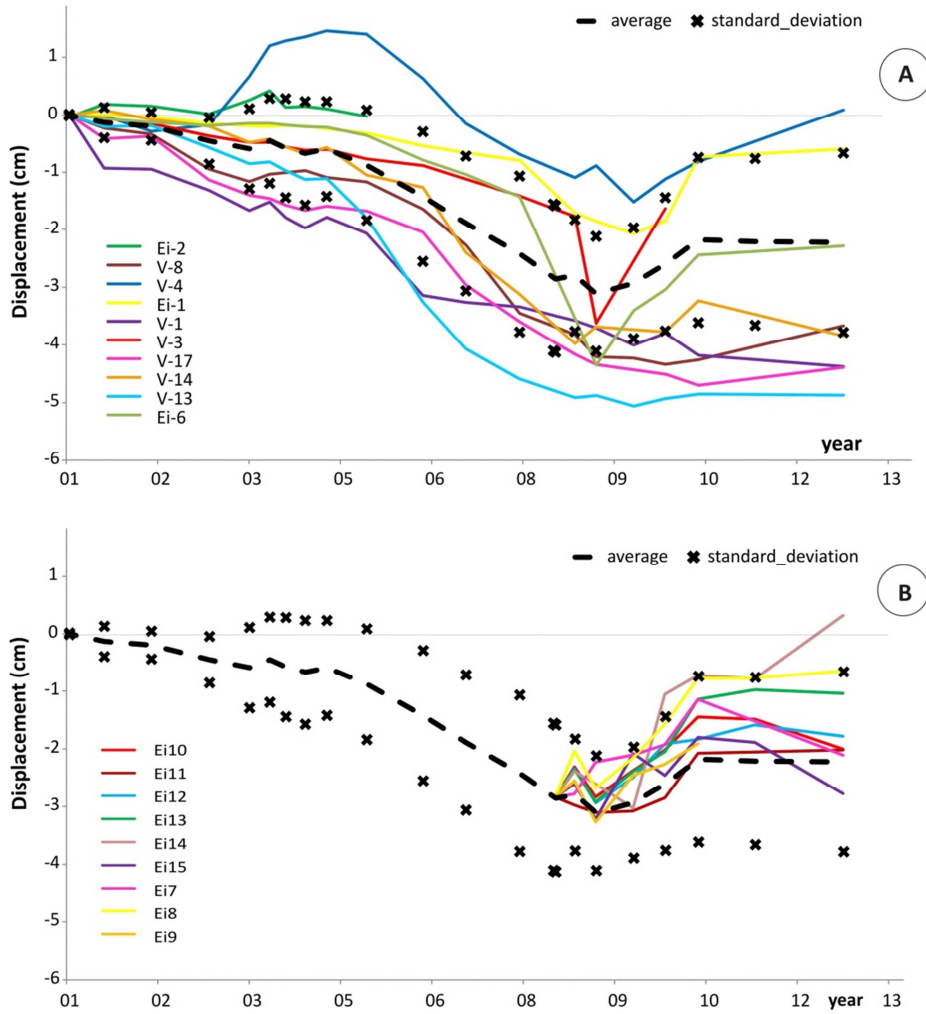 average standard_deviation
1
A
0
-1
Displacement (cm)
-2
Ei-2
V-8
-3
V-4
Ei-1
V-1
-4
V-3
V-17
V-14
-5
V-13
Ei-6
year
-6
01 02 03 05 06 08 09 10 12 13
average standard_deviation
1
B
0
-1
Displacement (cm)
-2
Ei10
Ei11
-3
Ei12
Ei13
-4
Ei14
Ei15
Ei7
-5
Ei8
Ei9
-6
01 02 03 05 06 08 09 10 12 year 13